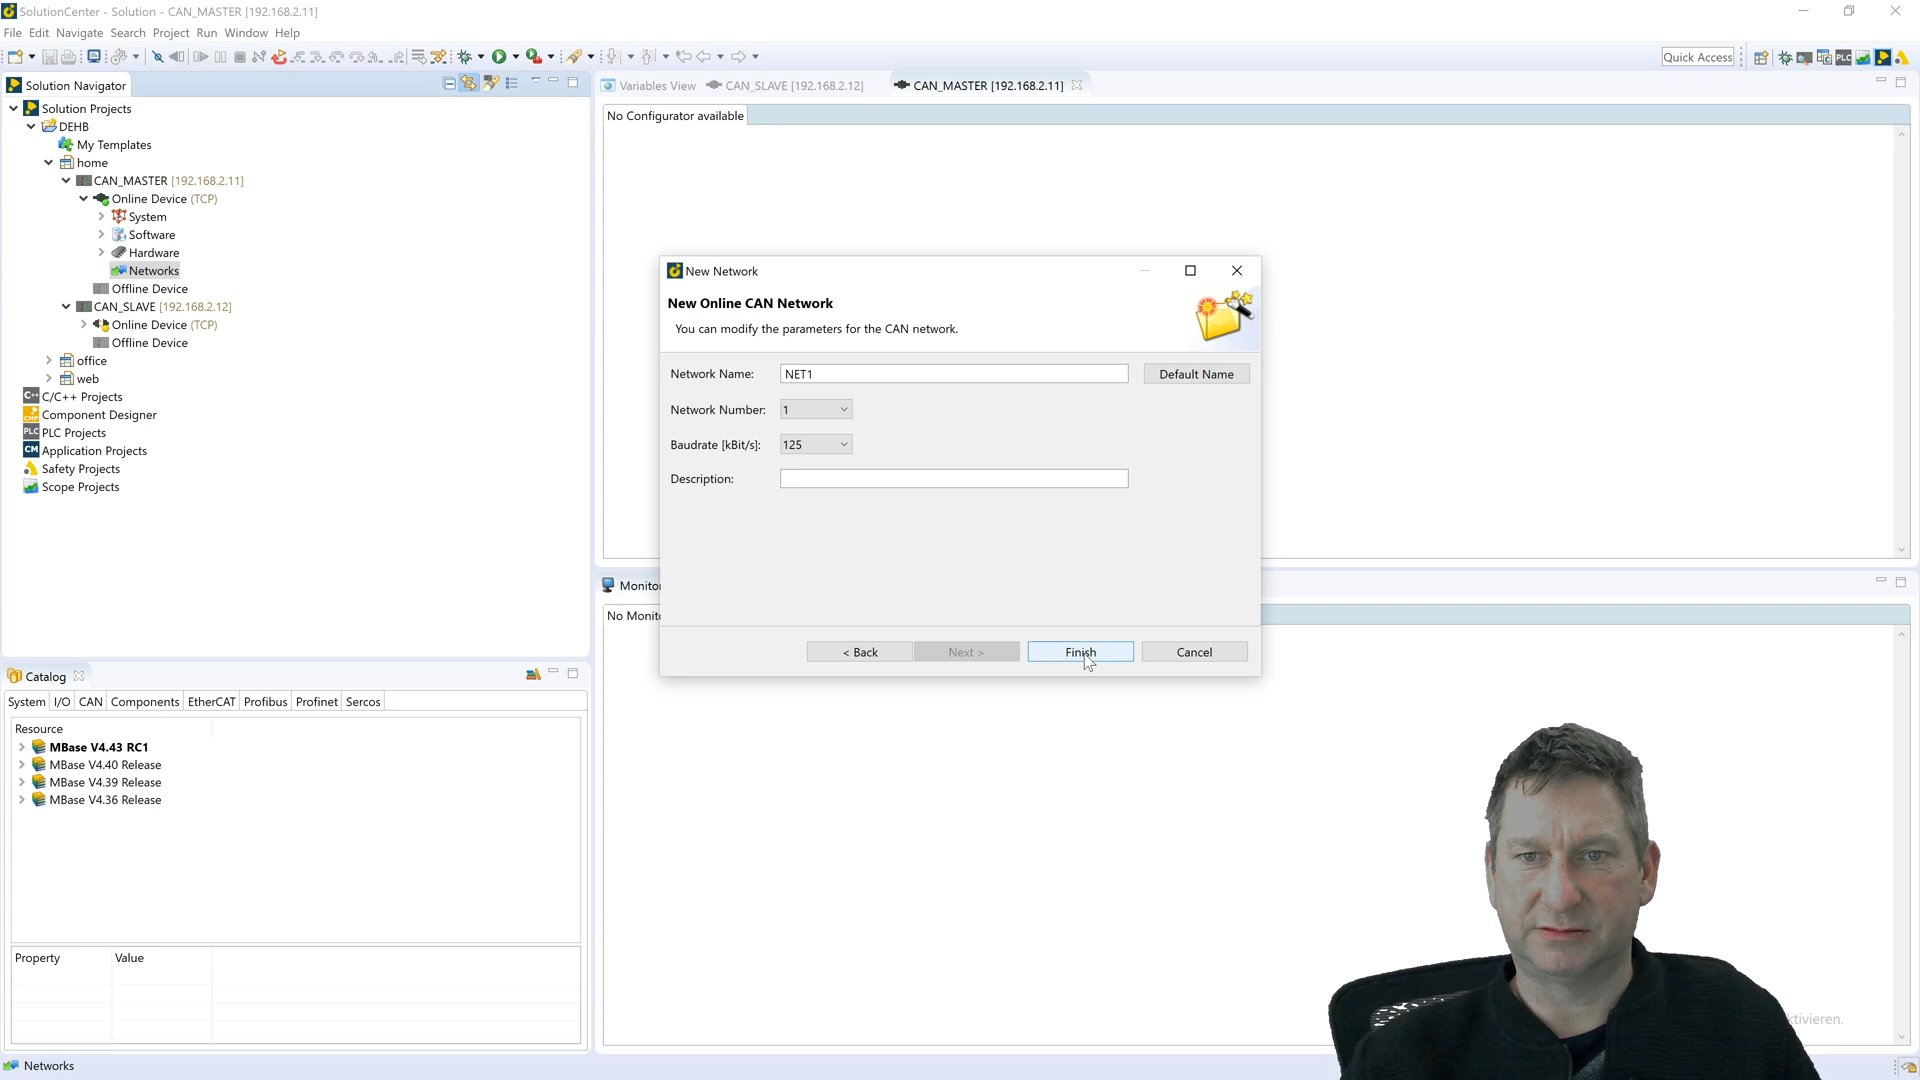 SolutionCenter - Solution - CAN_MASTER [192.168.2.11]
File Edit Navigate Search Project Run Window Help
Quick Access
PLC
Solution Navigator
Variables View CAN_SLAVE [192.168.2.12] CAN_MASTER [192.168.2.11]
Solution Projects
DEHB
My Templates
home
CAN_MASTER [192.168.2.11]
Online Device (TCP)
System
Software
Hardware
Networks
Offline Device
CAN_SLAVE [192.168.2.12]
Online Device (TCP)
Offline Device
office
web
C++ C/C++ Projects
CMP Component Designer
PLC PLC Projects
CM Application Projects
Safety Projects
Scope Projects
No Configurator available
New Network
New Online CAN Network
You can modify the parameters for the CAN network.
Network Name: NET1 Default Name
Network Number: 1
Baudrate [kBit/s]: 125
Description:
< Back Next > Finish Cancel
Monito
No Monit
Catalog
System I/O CAN Components EtherCAT Profibus Profinet Sercos
Resource
MBase V4.43 RC1
MBase V4.40 Release
MBase V4.39 Release
MBase V4.36 Release
Property Value
ktivieren.
Networks